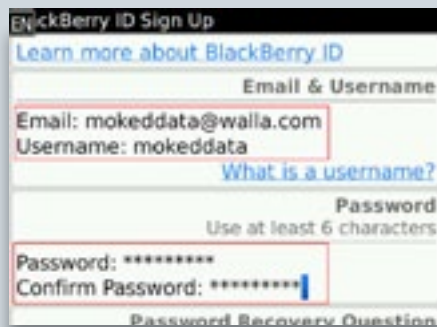 EN
ckBerry ID Sign Up
Learn more about BlackBerry ID
Email & Username
Email: mokeddata@walla.com
Username: mokeddata
What is a username?
Password
Use at least 6 characters
Password: *********
Confirm Password: *********
Password Recovery Question